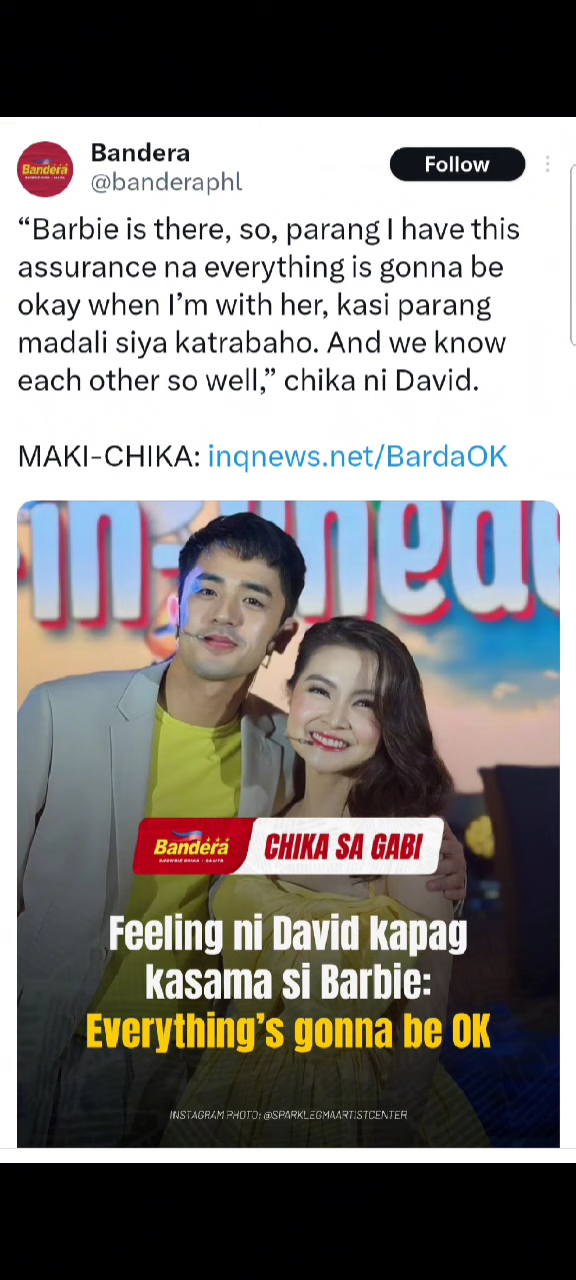 Bandera
@banderaphl
Follow
“Barbie is there, so, parang I have this
assurance na everything is gonna be
okay when I’m with her, kasi parang
madali siya katrabaho. And we know
each other so well,” chika ni David.
MAKI-CHIKA: inqnews.net/BardaOK
Bandera
CHIKA SA GABI
Feeling ni David kapag
kasama si Barbie:
Everything’s gonna be OK
INSTAGRAM PHOTO: @SPARKLEGMAARTISTCENTER